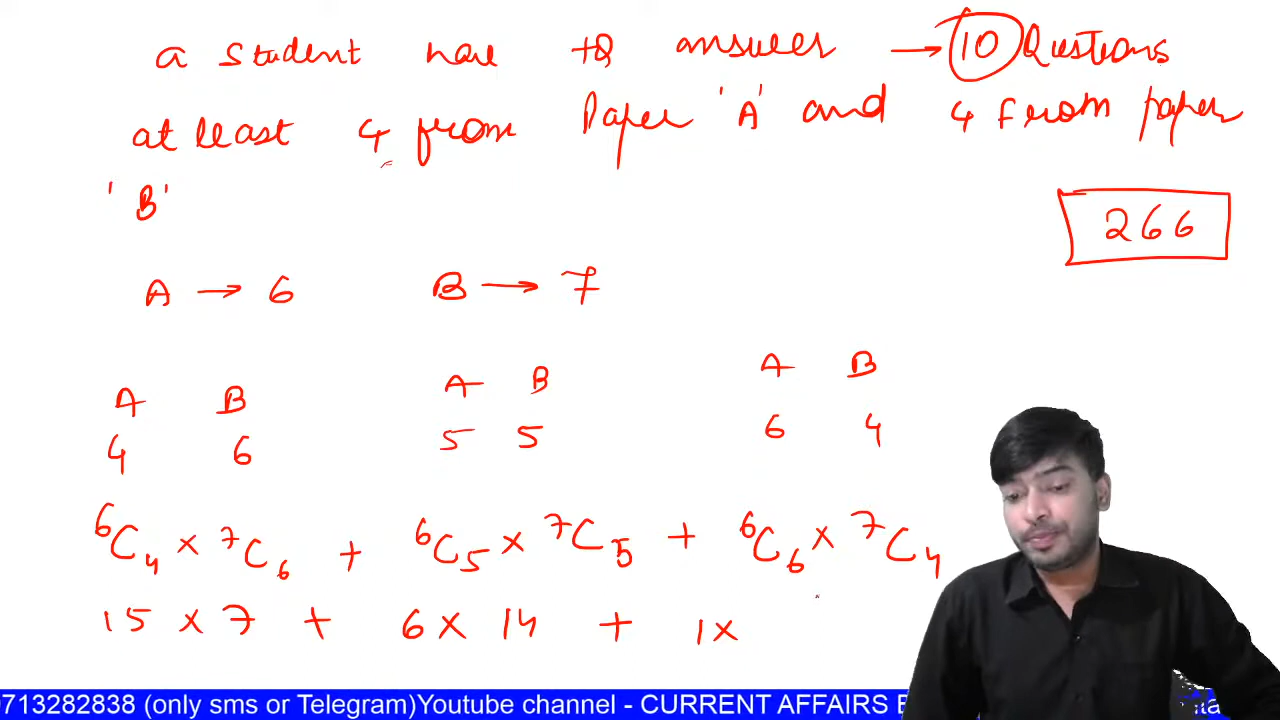 a student have to answer → 10 Questions
at least 4 from Paper 'A' and 4 from paper
'B'
266
A → 6 B → 7
A B A B A B
4 6 5 5 6 4
⁶C₄ × ⁷C₆ + ⁶C₅ × ⁷C₅ + ⁶C₆ × ⁷C₄
15 × 7 + 6 × 14 + 1 ×
0713282838 (only sms or Telegram)Youtube channel - CURRENT AFFAIRS